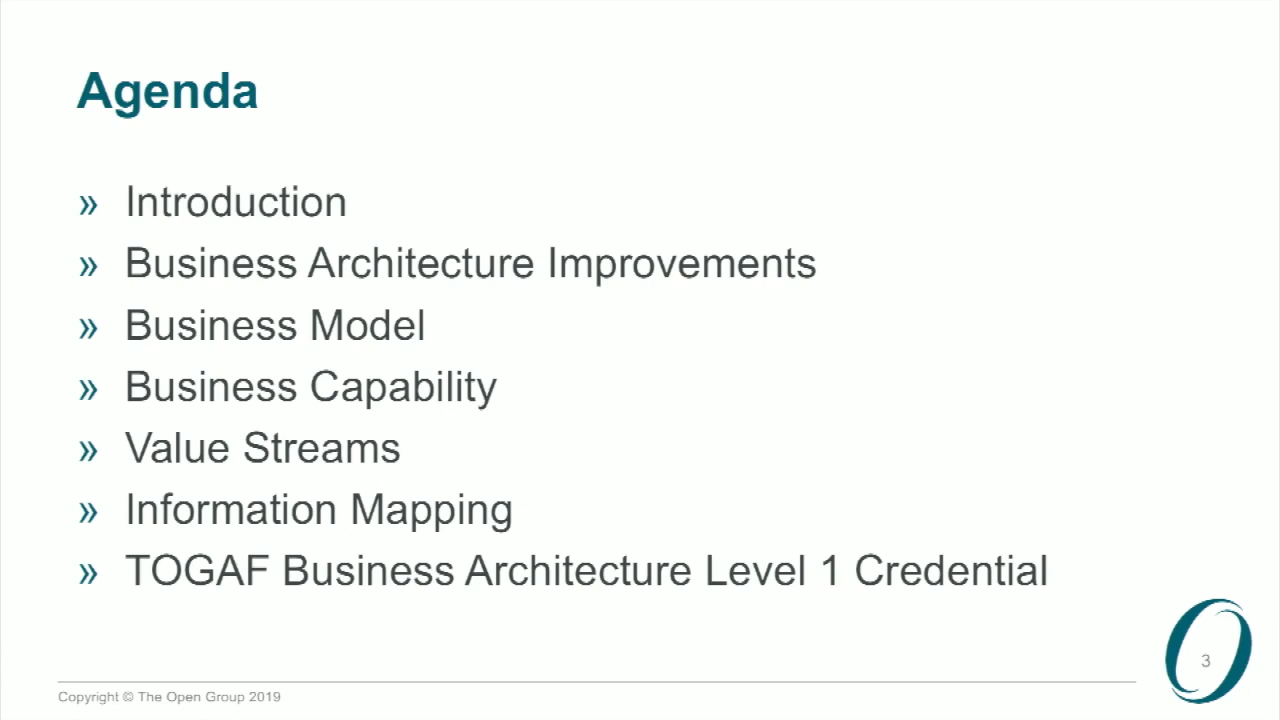 Agenda
» Introduction
» Business Architecture Improvements
» Business Model
» Business Capability
» Value Streams
» Information Mapping
» TOGAF Business Architecture Level 1 Credential
3
Copyright © The Open Group 2019